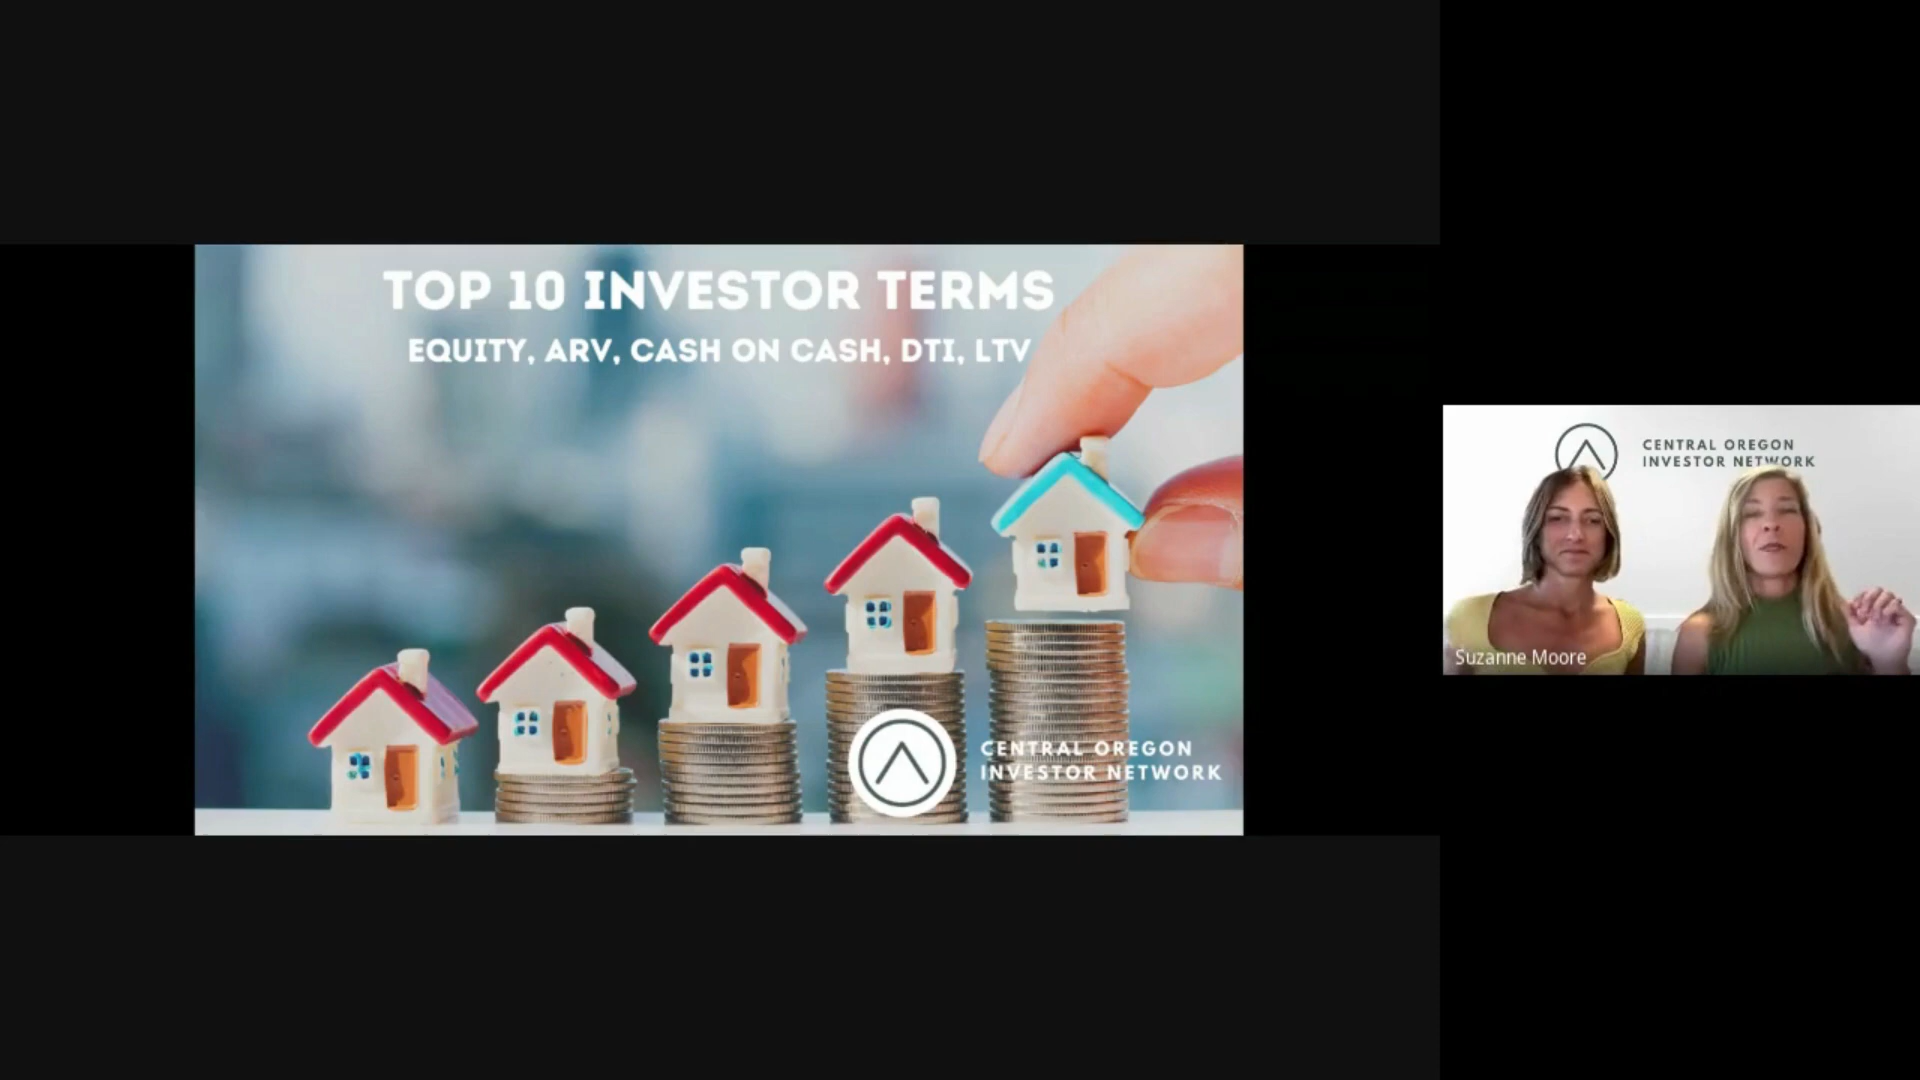 TOP 10 INVESTOR TERMS
EQUITY, ARV, CASH ON CASH, DTI, LTV
CENTRAL OREGON
INVESTOR NETWORK
CENTRAL OREGON
INVESTOR NETWORK
Suzanne Moore